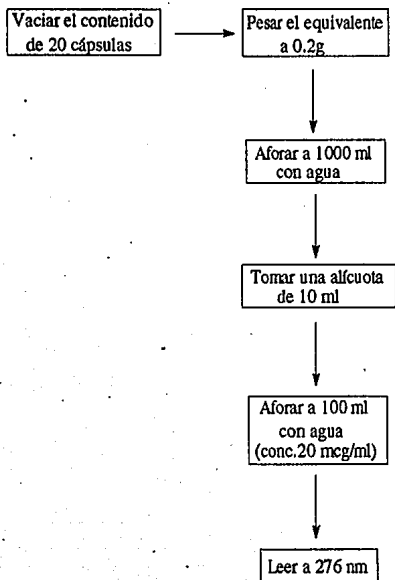 Vaciar el contenido
de 20 cápsulas
Pesar el equivalente
a 0.2g
Aforar a 1000 ml
con agua
Tomar una alícuota
de 10 ml
Aforar a 100 ml
con agua
(conc.20 mcg/ml)
Leer a 276 nm